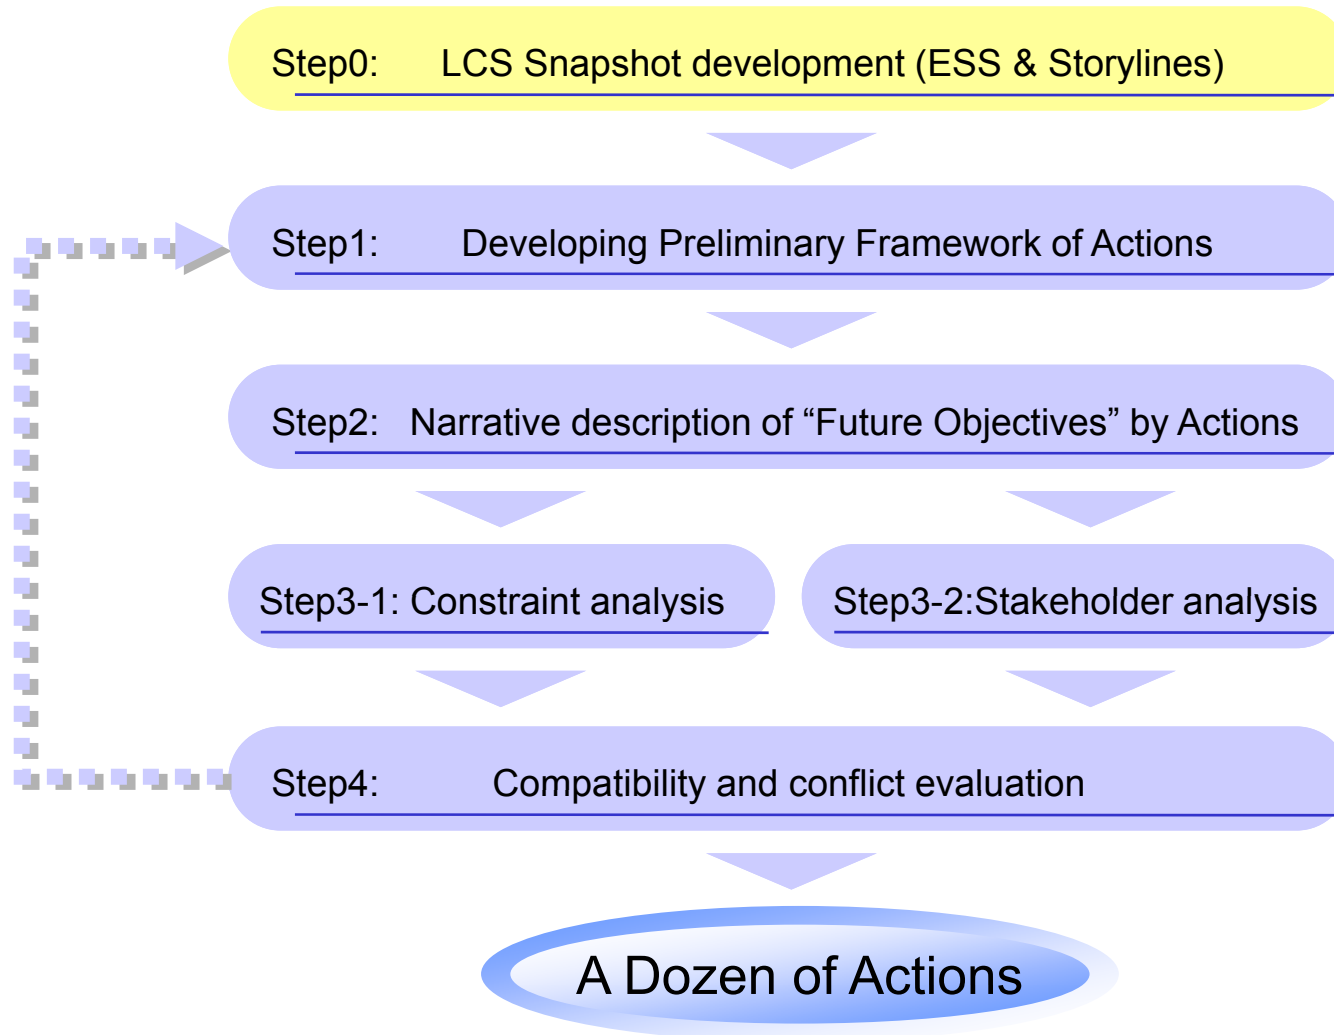 Step0: LCS Snapshot development (ESS & Storylines)
Step1: Developing Preliminary Framework of Actions
Step2: Narrative description of “Future Objectives” by Actions
Step3-1: Constraint analysis
Step3-2:Stakeholder analysis
Step4: Compatibility and conflict evaluation
A Dozen of Actions